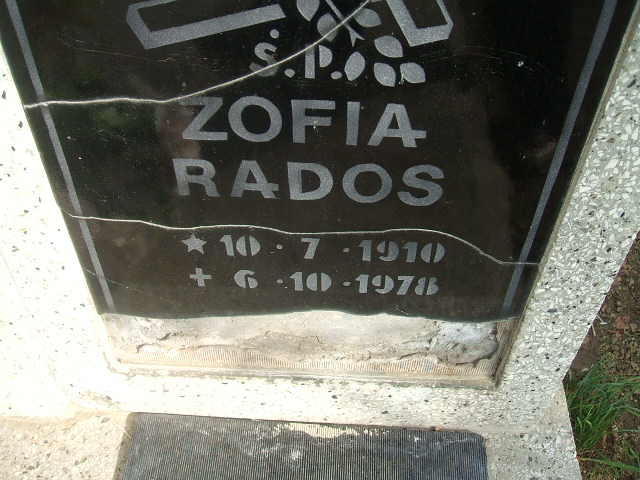 Ś.P.
ZOFIA
RADOS
★ 10 · 7 · 1910
+ 6 · 10 · 1978